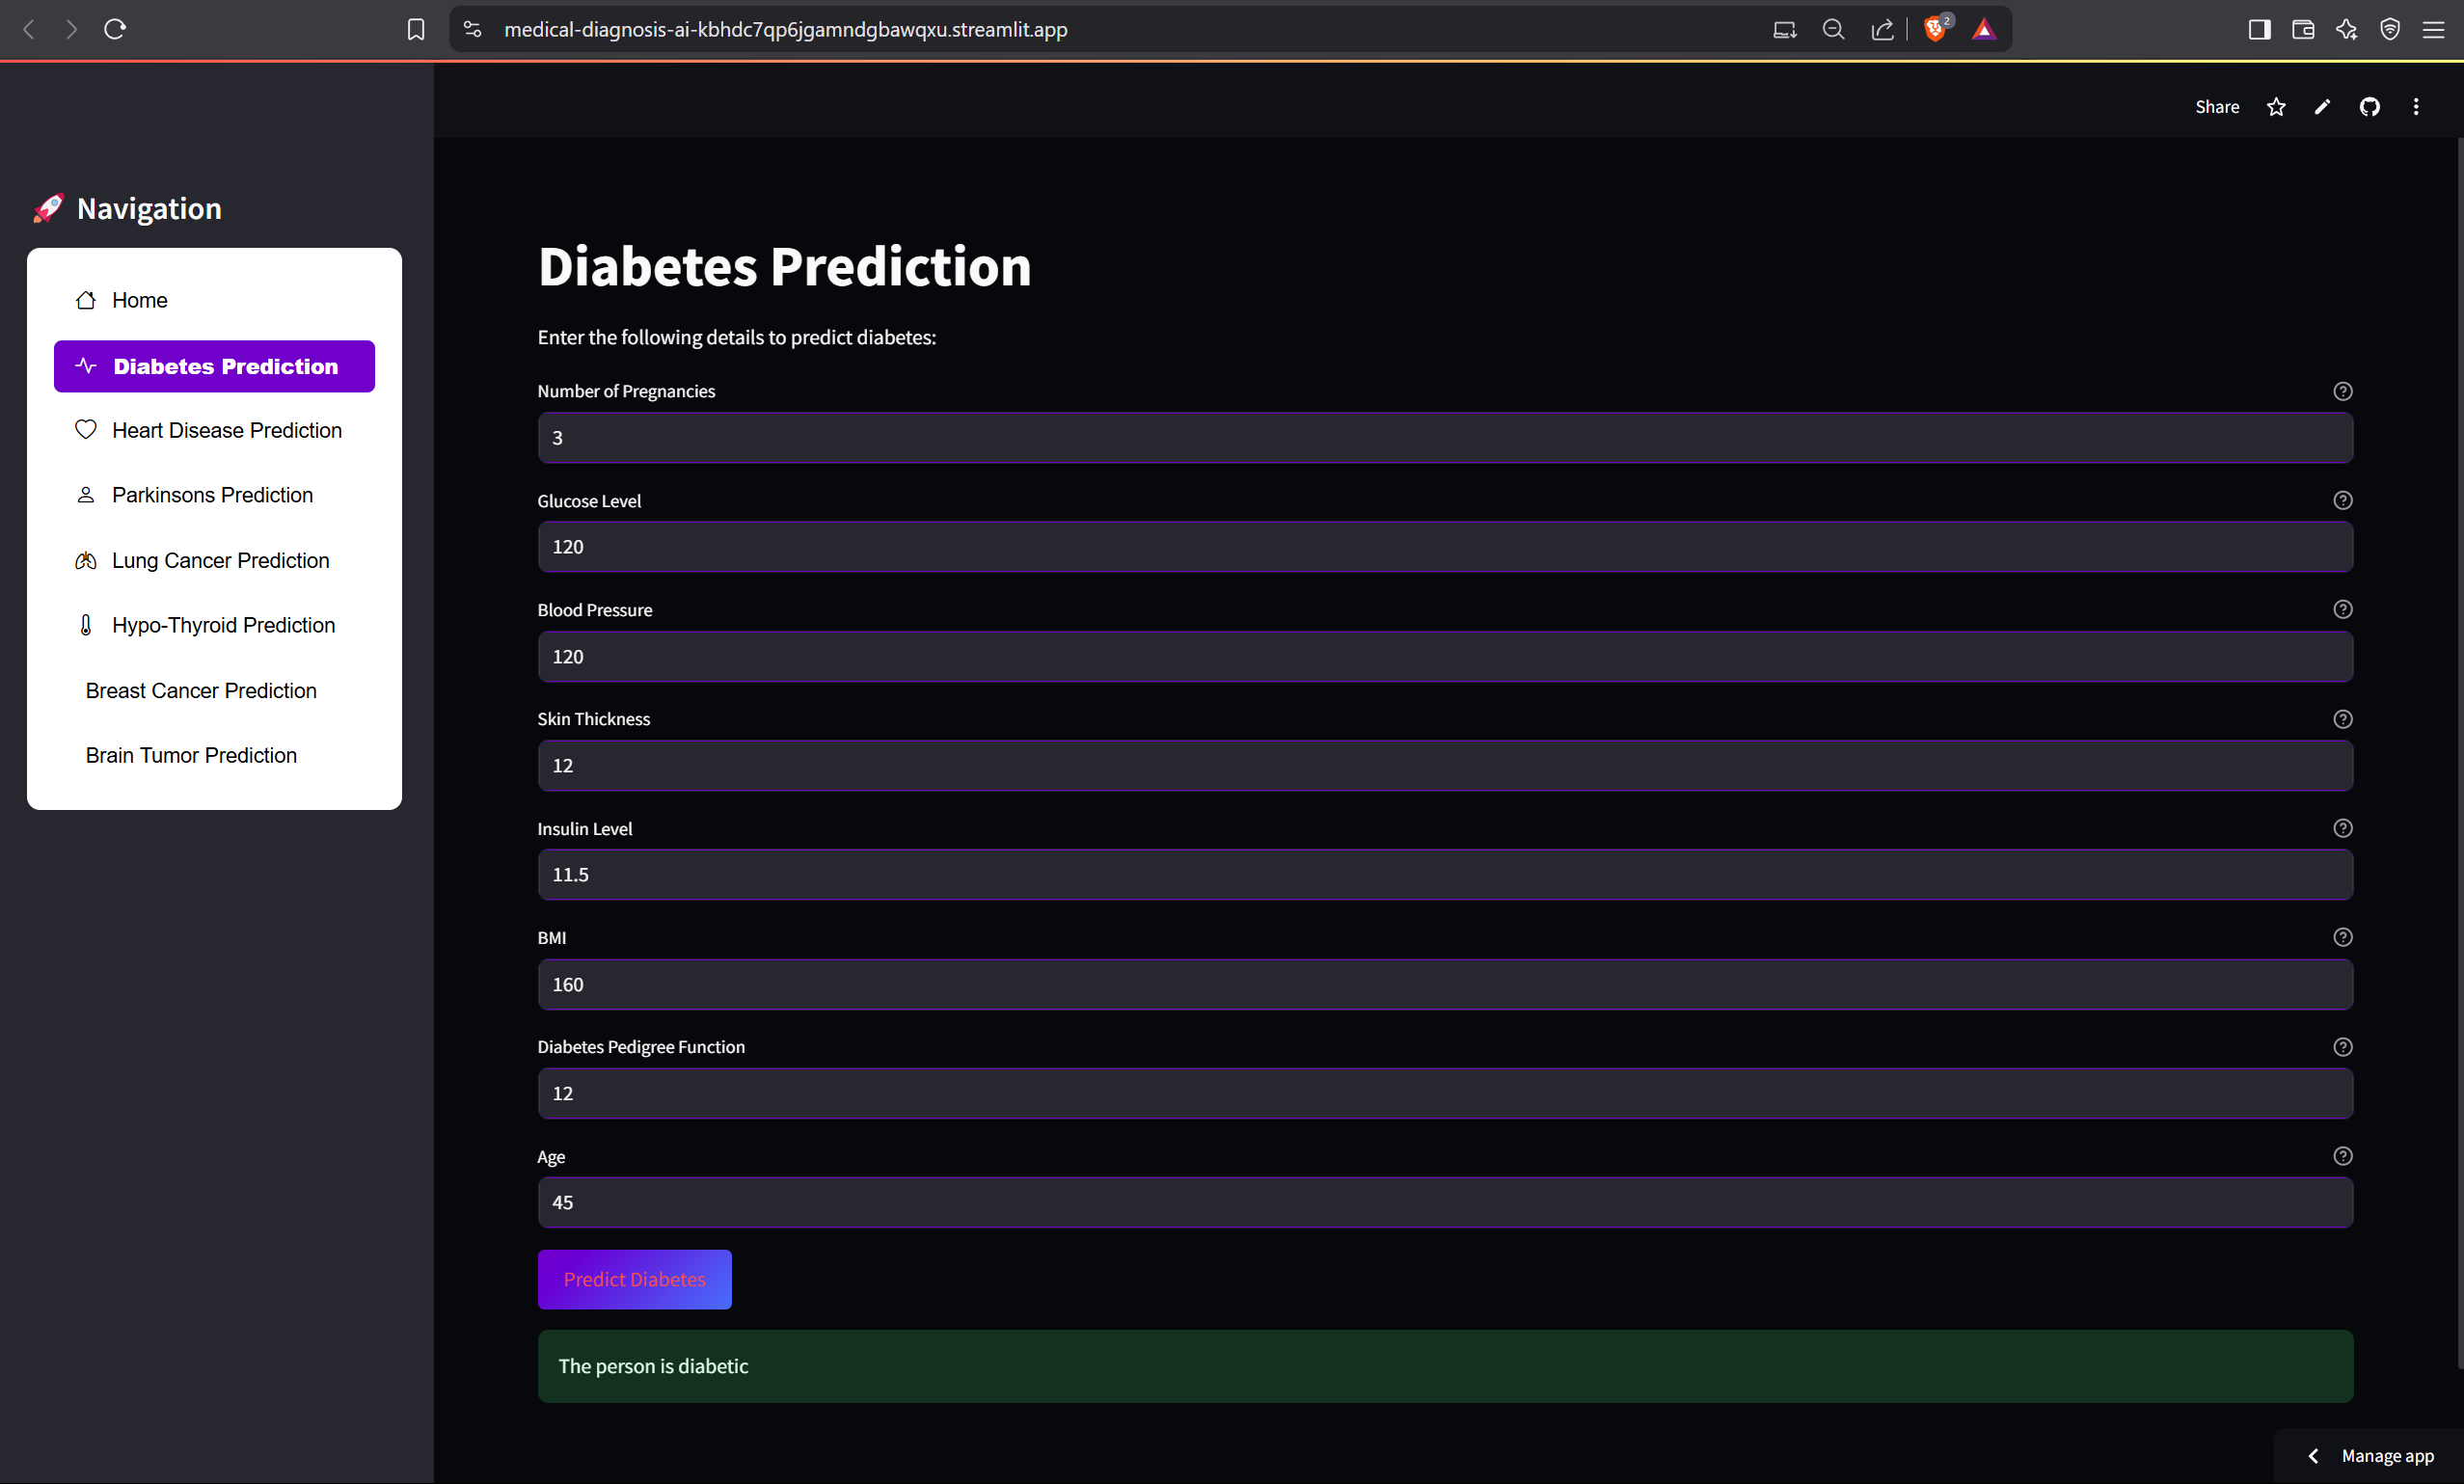 medical-diagnosis-ai-kbhdc7qp6jgamndgbawqxu.streamlit.app
2
Share
Navigation
Home
Diabetes Prediction
Heart Disease Prediction
Parkinsons Prediction
Lung Cancer Prediction
Hypo-Thyroid Prediction
Breast Cancer Prediction
Brain Tumor Prediction
Diabetes Prediction
Enter the following details to predict diabetes:
Number of Pregnancies
3
Glucose Level
120
Blood Pressure
120
Skin Thickness
12
Insulin Level
11.5
BMI
160
Diabetes Pedigree Function
12
Age
45
Predict Diabetes
The person is diabetic
Manage app